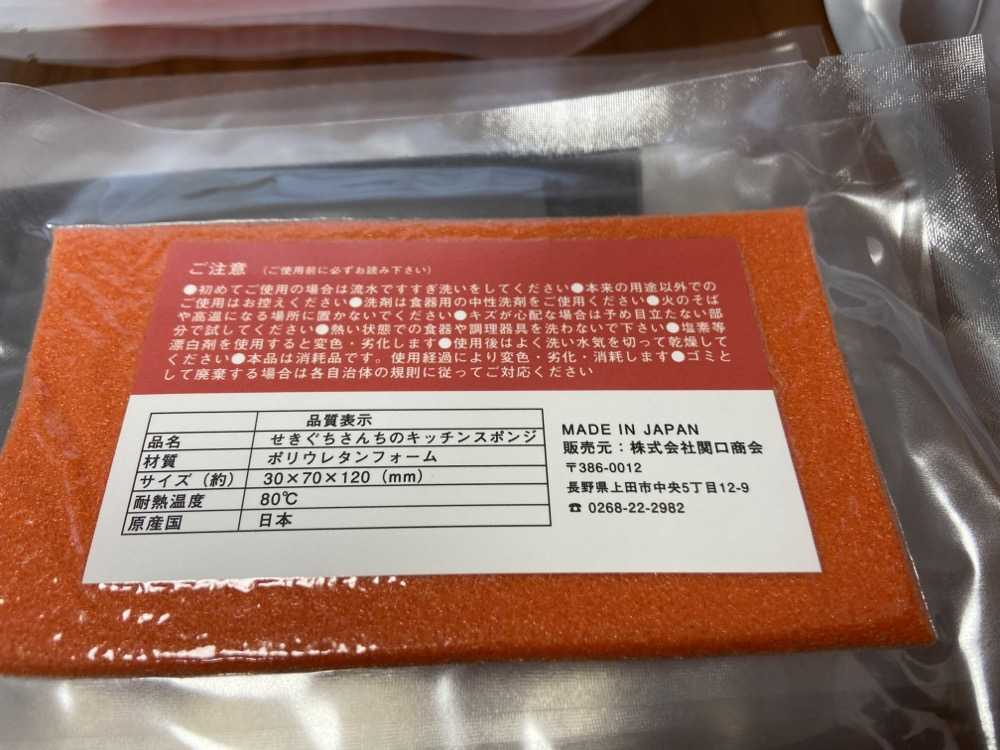 ご注意 (ご使用前に必ずお読み下さい)
●初めてご使用の場合は流水ですすぎ洗いをしてください●本来の用途以外での
ご使用はお控えください●洗剤は食器用の中性洗剤をご使用ください●火のそば
や高温になる場所に置かないでください●キズが心配な場合は予め目立たない部
分で試してください●熱い状態での食器や調理器具を洗わないで下さい●塩素等
漂白剤を使用すると変色・劣化します●使用後はよく洗い水気を切って乾燥して
ください●本品は消耗品です。使用経過により変色・劣化・消耗します●ゴミと
して廃棄する場合は各自治体の規則に従ってご対応ください
品質表示
品名 せきぐちさんちのキッチンスポンジ
材質 ポリウレタンフォーム
サイズ (約) 30×70×120 (mm)
耐熱温度 80℃
原産国 日本
MADE IN JAPAN
販売元：株式会社関口商会
〒386-0012
長野県上田市中央5丁目12-9
☎ 0268-22-2982